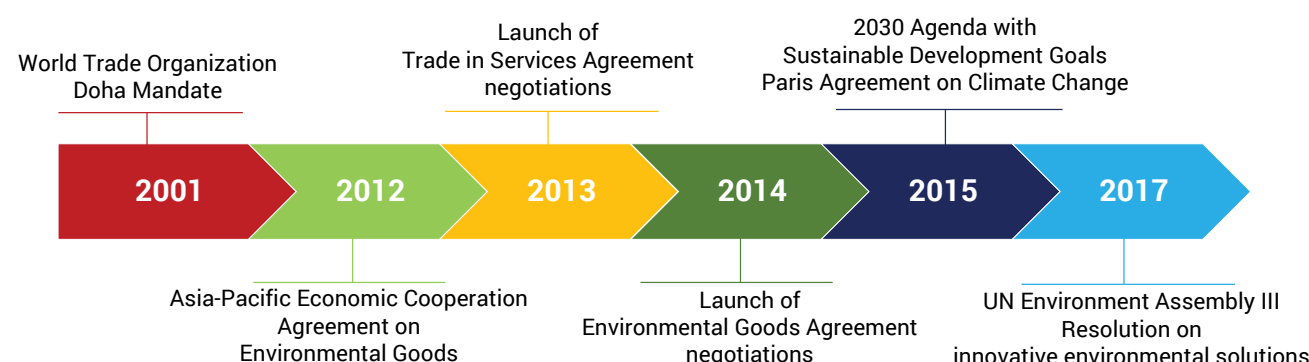 World Trade Organization
Doha Mandate
Launch of
Trade in Services Agreement
negotiations
2030 Agenda with
Sustainable Development Goals
Paris Agreement on Climate Change
2001
2012
2013
2014
2015
2017
Asia-Pacific Economic Cooperation
Agreement on
Environmental Goods
Launch of
Environmental Goods Agreement
negotiations
UN Environment Assembly III
Resolution on
innovative environmental solutions